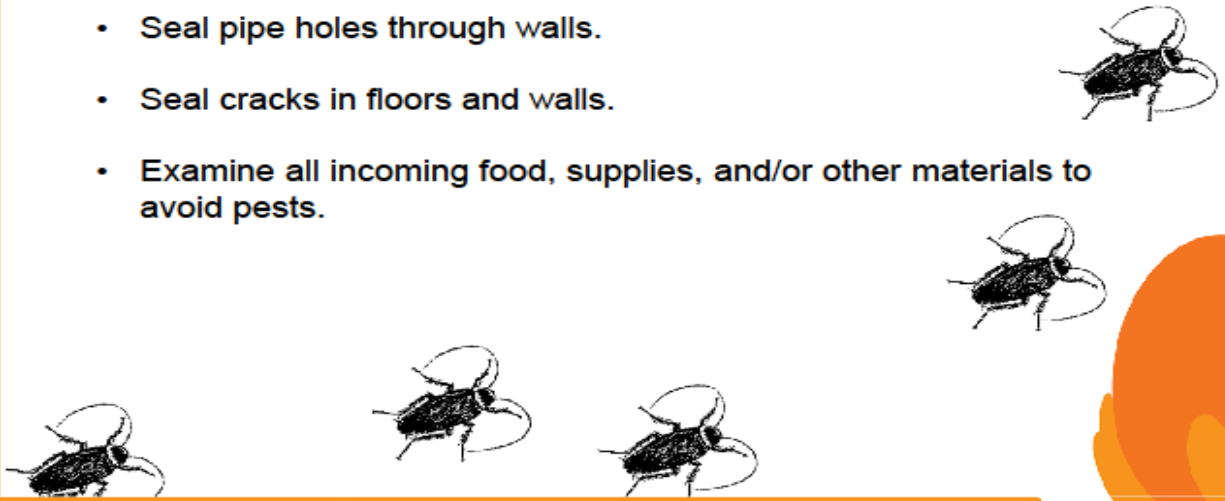 • Seal pipe holes through walls.
• Seal cracks in floors and walls.
• Examine all incoming food, supplies, and/or other materials to
avoid pests.